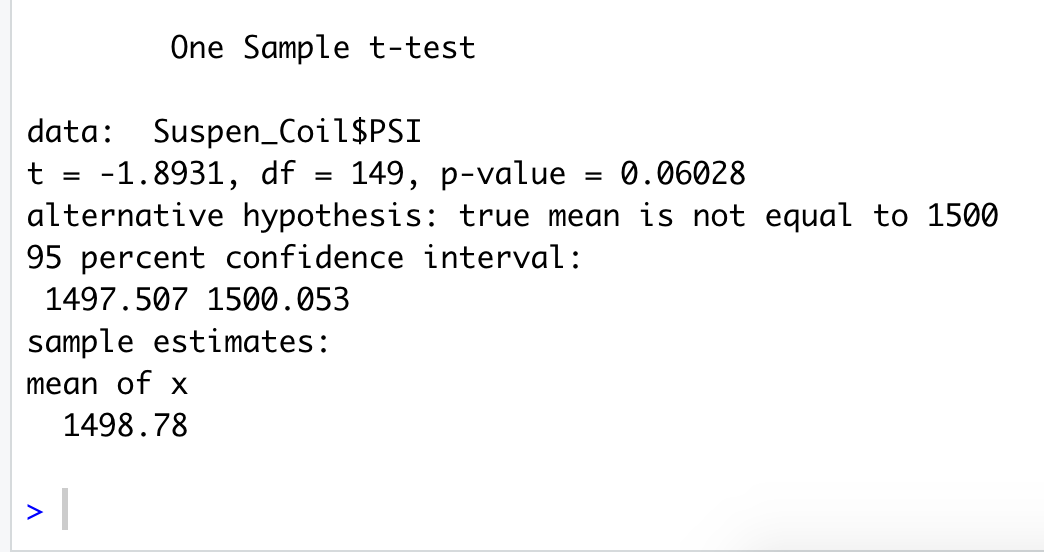 One Sample t-test
data:  Suspen_Coil$PSI
t = -1.8931, df = 149, p-value = 0.06028
alternative hypothesis: true mean is not equal to 1500
95 percent confidence interval:
1497.507 1500.053
sample estimates:
mean of x
1498.78
>